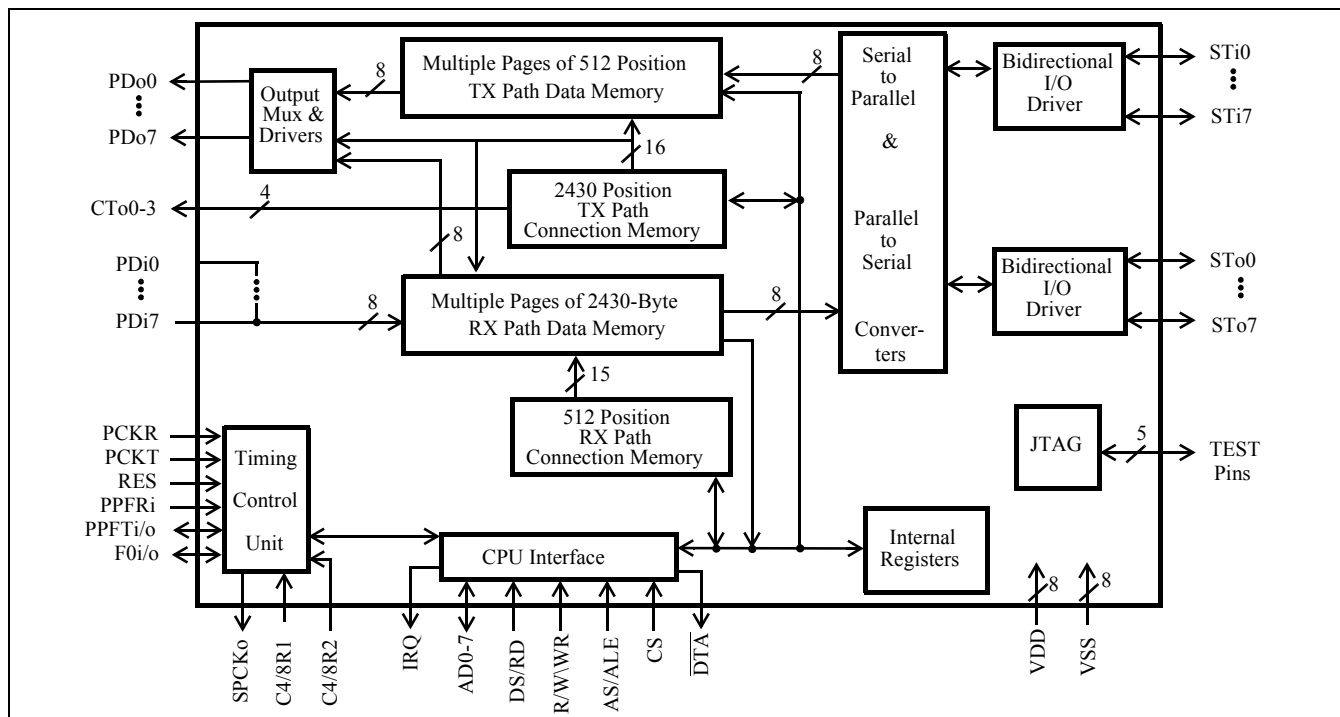 PDo0
PDo7
CTo0-3
PDi0
PDi7
PCKR
PCKT
RES
PPFRi
PPFTi/o
F0i/o
Output
Mux &
Drivers
8
Multiple Pages of 512 Position
TX Path Data Memory
8
16
4
2430 Position
TX Path
Connection Memory
8
8
Multiple Pages of 2430-Byte
RX Path Data Memory
8
15
512 Position
RX Path
Connection Memory
Serial
to
Parallel
&
Parallel
to
Serial
Conver-
ters
Bidirectional
I/O
Driver
STi0
STi7
Bidirectional
I/O
Driver
STo0
STo7
JTAG
5
TEST
Pins
Timing
Control
Unit
CPU Interface
Internal
Registers
8
8
SPCKo
C4/8R1
C4/8R2
IRQ
AD0-7
DS/RD
R/W\WR
AS/ALE
CS
DTA
VDD
VSS